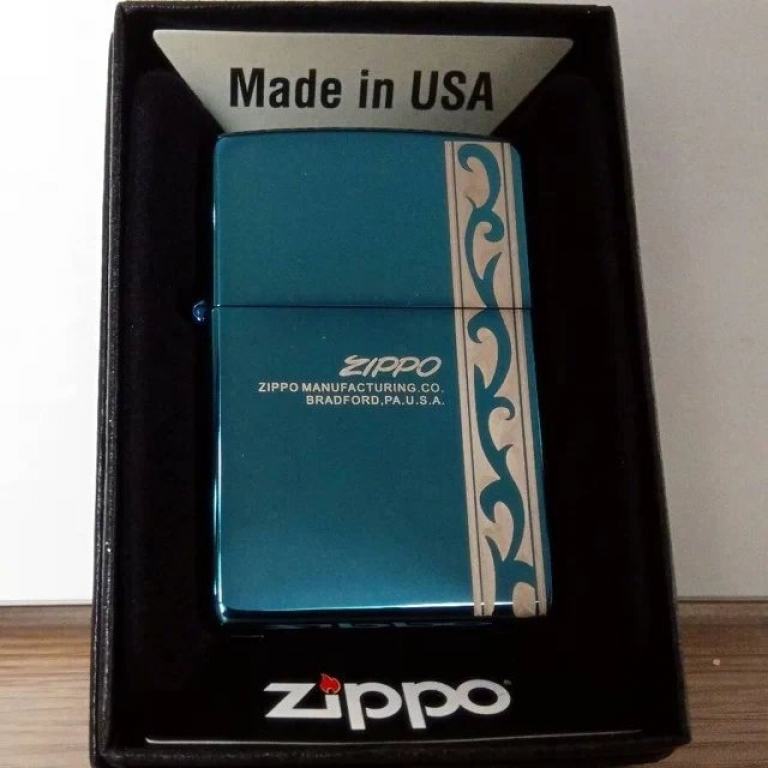 Made in USA
ZIPPO
ZIPPO MANUFACTURING.CO.
BRADFORD,PA.U.S.A.
zippo